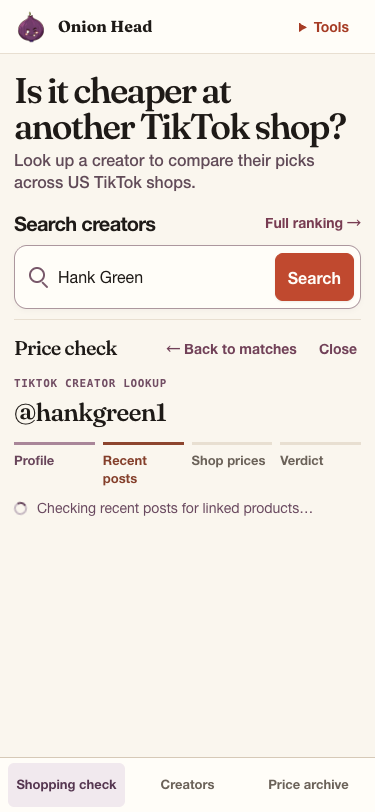 Onion Head
▶ Tools
Is it cheaper at
another TikTok shop?
Look up a creator to compare their picks
across US TikTok shops.
Search creators
Full ranking →
Hank Green
Search
Price check
← Back to matches
Close
TIKTOK CREATOR LOOKUP
@hankgreen1
Profile
Recent
posts
Shop prices
Verdict
Checking recent posts for linked products…
Shopping check
Creators
Price archive